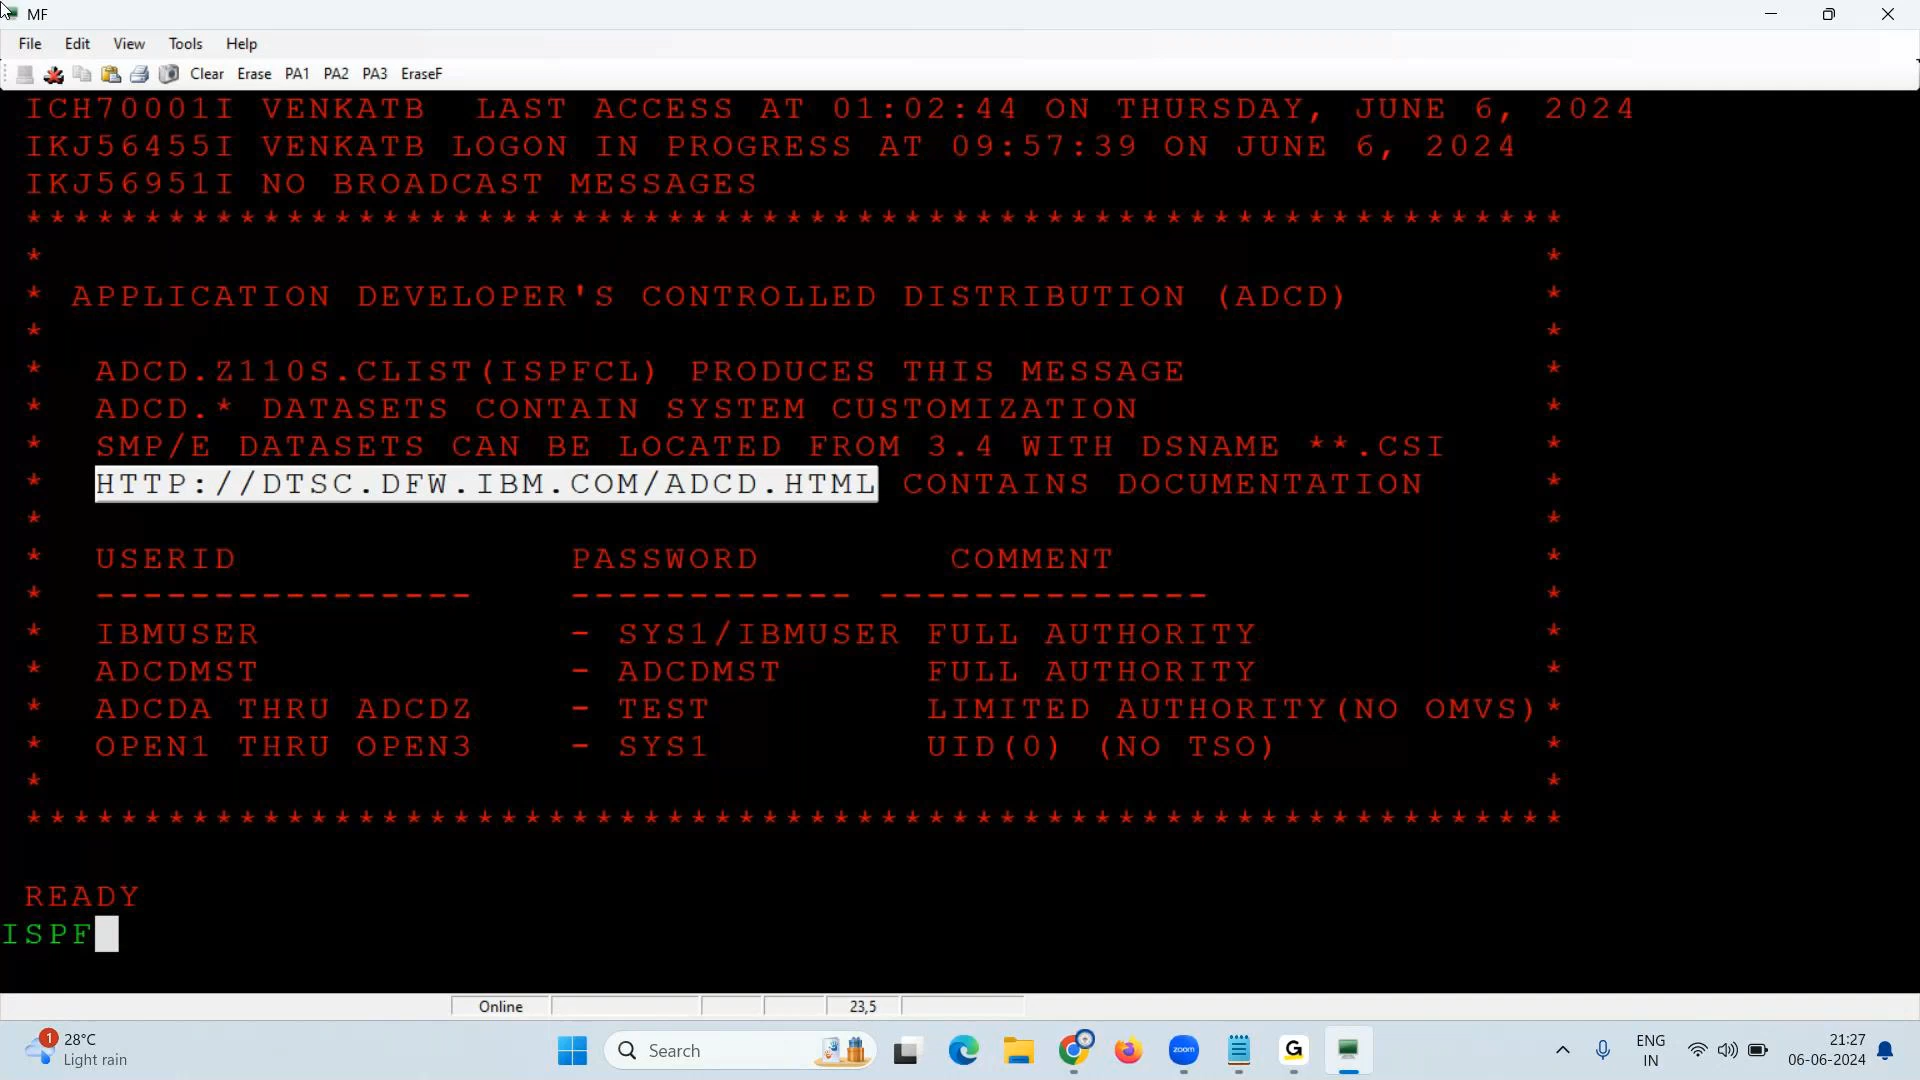 MF
File Edit View Tools Help
Clear Erase PA1 PA2 PA3 EraseF
ICH70001I VENKATB  LAST ACCESS AT 01:02:44 ON THURSDAY, JUNE 6, 2024
IKJ56455I VENKATB LOGON IN PROGRESS AT 09:57:39 ON JUNE 6, 2024
IKJ56951I NO BROADCAST MESSAGES
*****************************************************************
*                                                               *
* APPLICATION DEVELOPER'S CONTROLLED DISTRIBUTION (ADCD)        *
*                                                               *
*  ADCD.Z110S.CLIST(ISPFCL) PRODUCES THIS MESSAGE               *
*  ADCD.* DATASETS CONTAIN SYSTEM CUSTOMIZATION                 *
*  SMP/E DATASETS CAN BE LOCATED FROM 3.4 WITH DSNAME **.CSI    *
*  HTTP://DTSC.DFW.IBM.COM/ADCD.HTML CONTAINS DOCUMENTATION     *
*                                                               *
*  USERID              PASSWORD        COMMENT                  *
*  ----------------    ------------ --------------              *
*  IBMUSER             - SYS1/IBMUSER FULL AUTHORITY            *
*  ADCDMST             - ADCDMST      FULL AUTHORITY            *
*  ADCDA THRU ADCDZ    - TEST         LIMITED AUTHORITY(NO OMVS)*
*  OPEN1 THRU OPEN3    - SYS1         UID(0) (NO TSO)           *
*                                                               *
*****************************************************************
READY
ISPF
Online 23,5
1 28°C
Light rain
Search
zoom
G
ENG
IN
21:27
06-06-2024